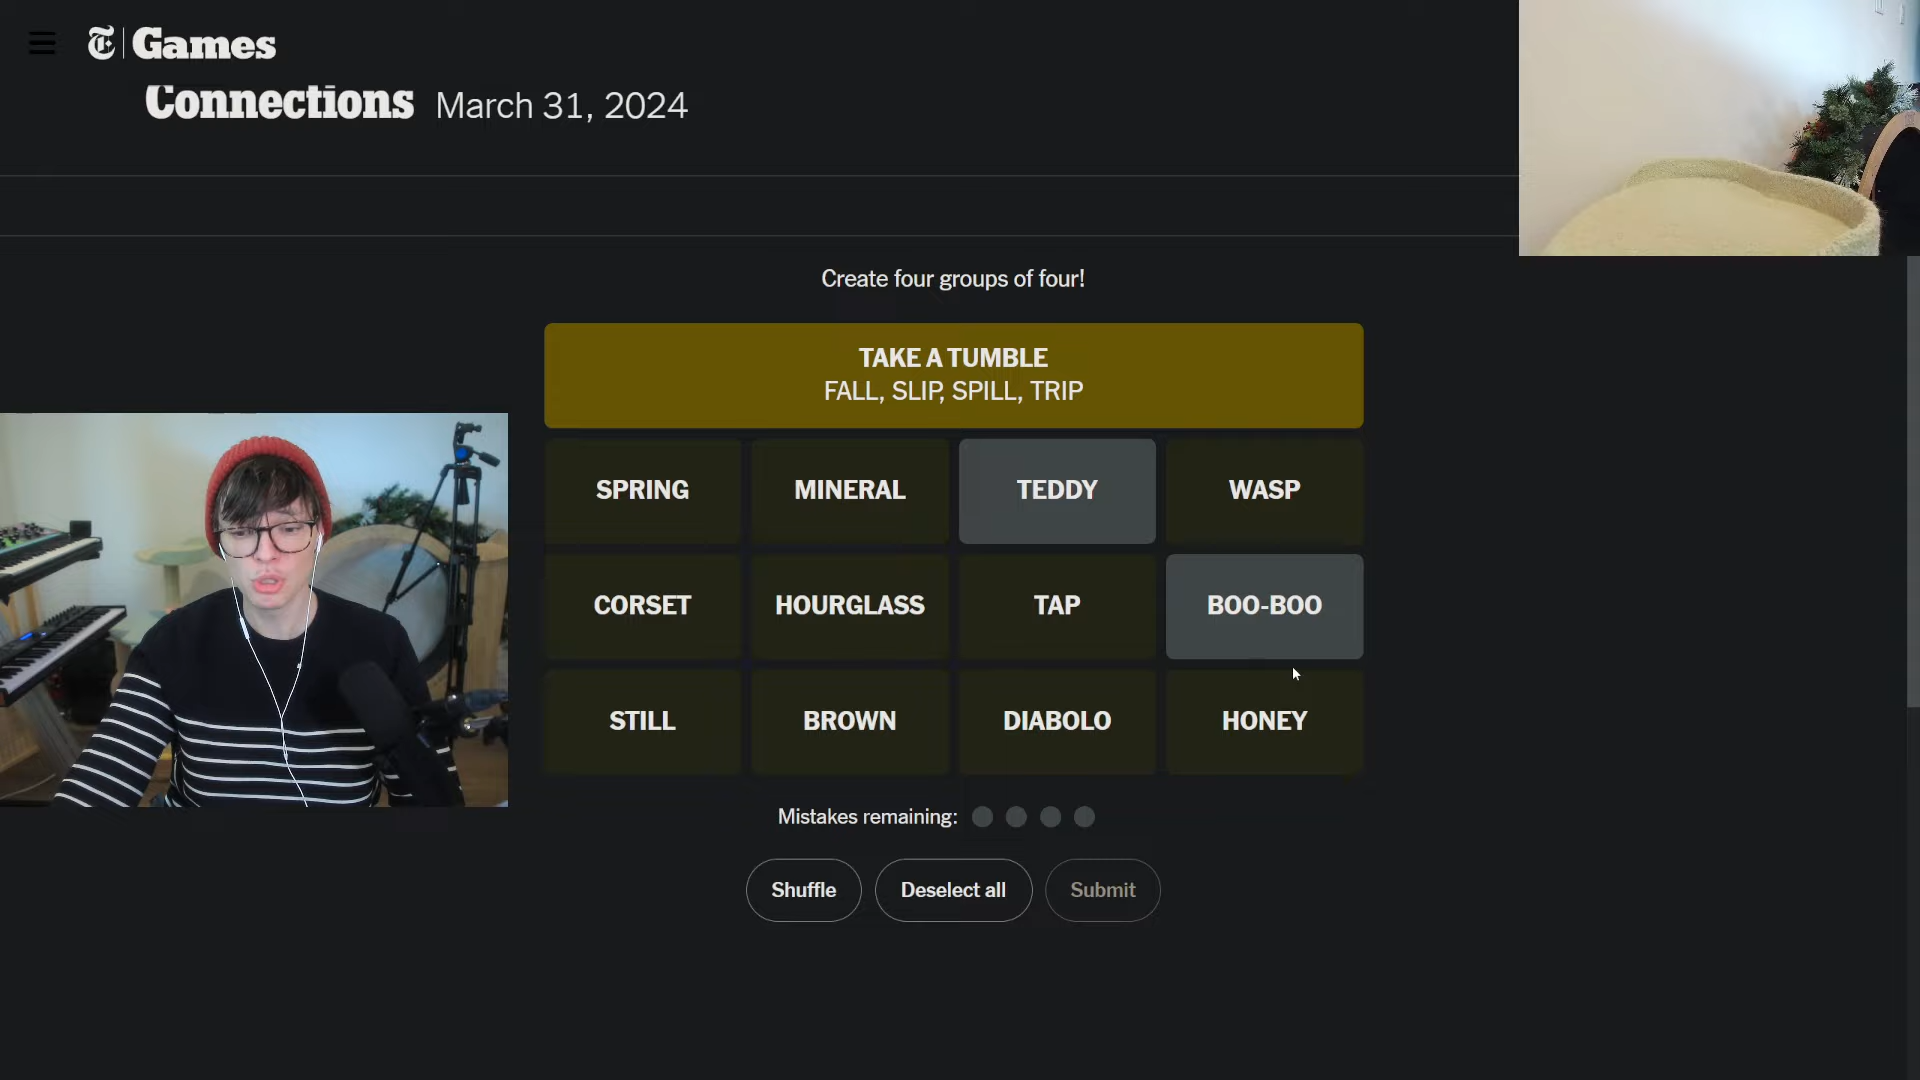 Games
Connections March 31, 2024
Create four groups of four!
TAKE A TUMBLE
FALL, SLIP, SPILL, TRIP
SPRING MINERAL TEDDY WASP
CORSET HOURGLASS TAP BOO-BOO
STILL BROWN DIABOLO HONEY
Mistakes remaining:
Shuffle Deselect all Submit